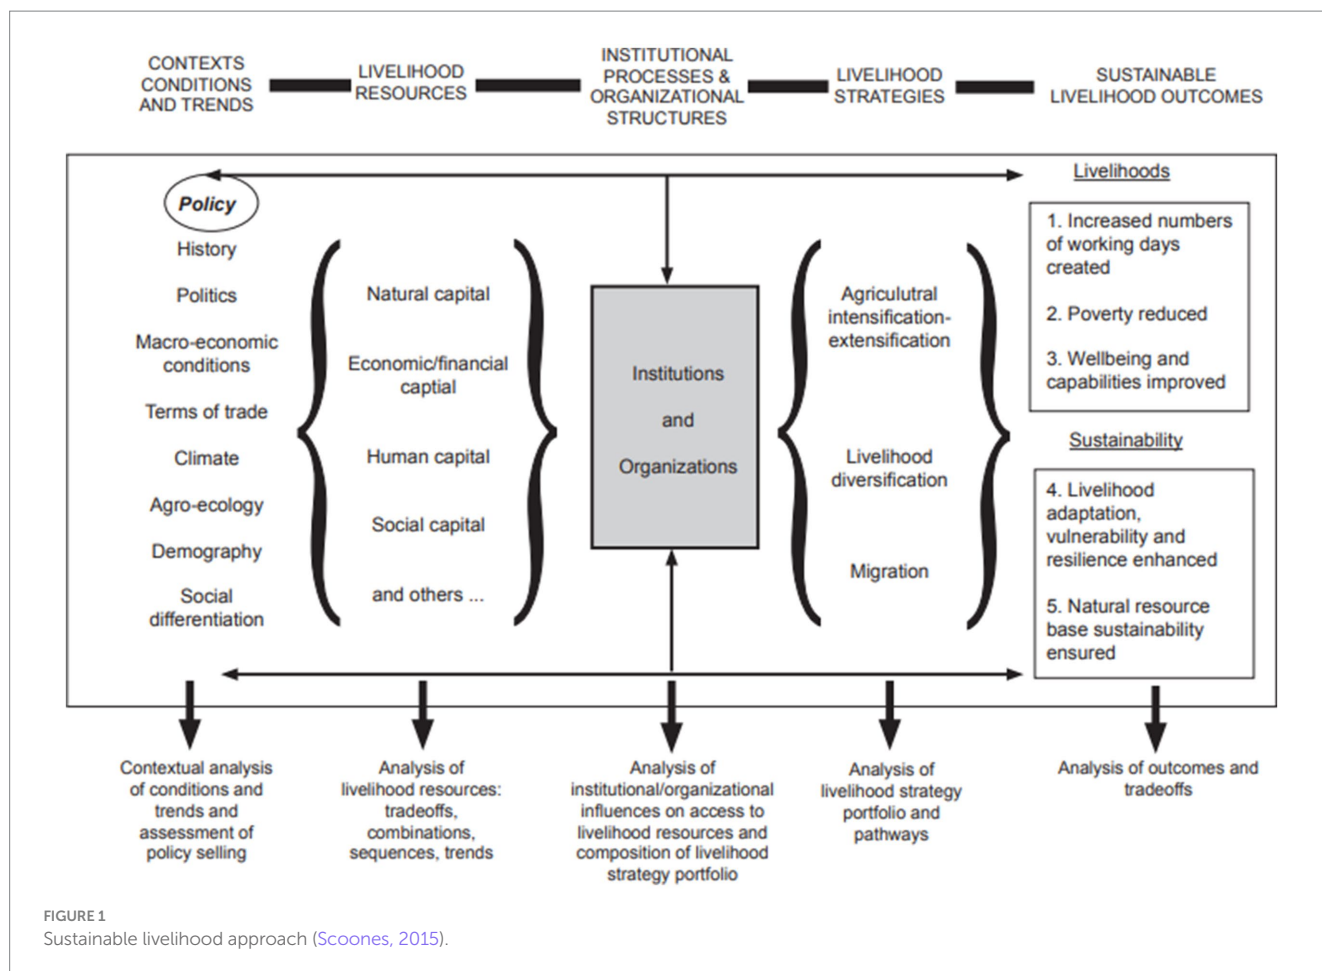 CONTEXTS
CONDITIONS
AND TRENDS
LIVELIHOOD
RESOURCES
INSTITUTIONAL
PROCESSES &
ORGANIZATIONAL
STRUCTURES
LIVELIHOOD
STRATEGIES
SUSTAINABLE
LIVELIHOOD OUTCOMES
Policy
History
Politics
Macro-economic
conditions
Terms of trade
Climate
Agro-ecology
Demography
Social
differentiation
Natural capital
Economic/financial
captial
Human capital
Social capital
and others ...
Institutions
and
Organizations
Agriculutral
intensification-
extensification
Livelihood
diversification
Migration
Livelihoods
1. Increased numbers
of working days
created
2. Poverty reduced
3. Wellbeing and
capabilities improved
Sustainability
4. Livelihood
adaptation,
vulnerability and
resilience enhanced
5. Natural resource
base sustainability
ensured
Contextual analysis
of conditions and
trends and
assessment of
policy selling
Analysis of
livelihood resources:
tradeoffs,
combinations,
sequences, trends
Analysis of
institutional/organizational
influences on access to
livelihood resources and
composition of livelihood
strategy portfolio
Analysis of
livelihood strategy
portfolio and
pathways
Analysis of outcomes and
tradeoffs
FIGURE 1
Sustainable livelihood approach (Scoones, 2015).